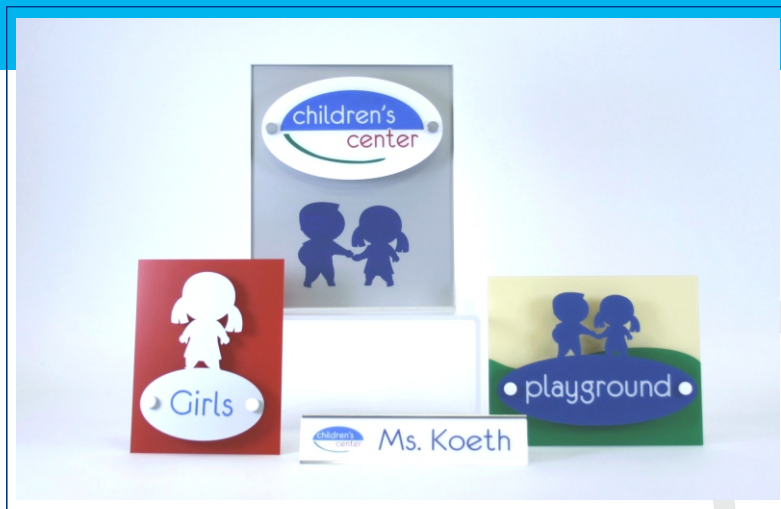 children's
center
Girls
playground
children's
center
Ms. Koeth